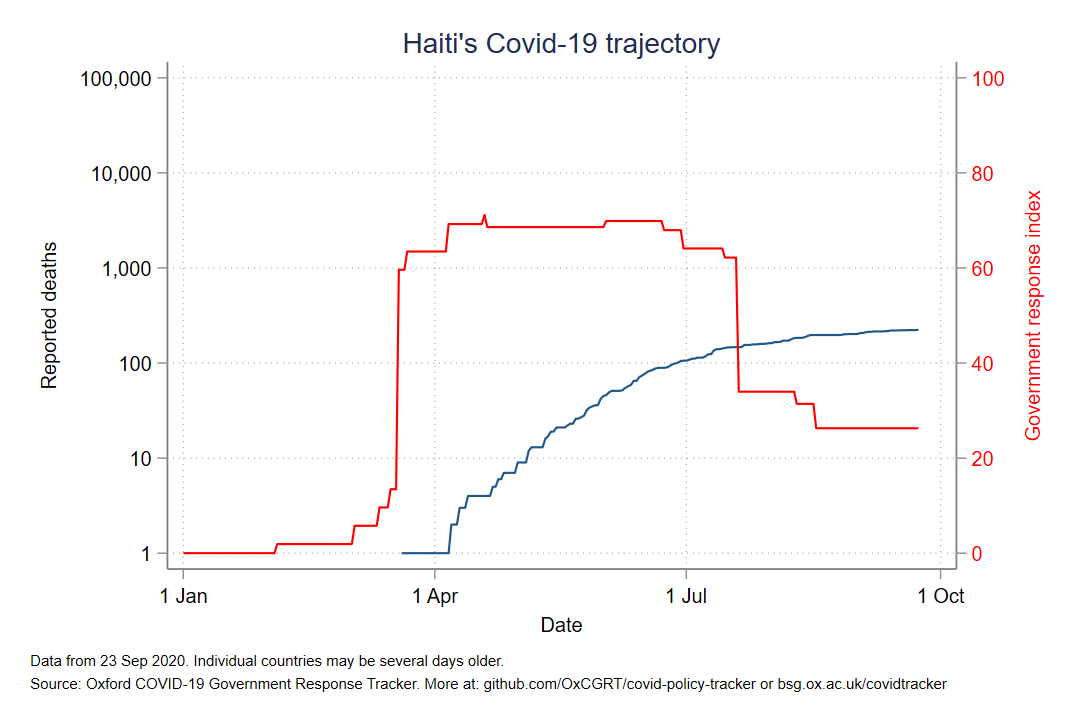 Haiti's Covid-19 trajectory
100,000
10,000
1,000
100
10
1
Reported deaths
100
80
60
40
20
0
Government response index
1 Jan
1 Apr
1 Jul
1 Oct
Date
Data from 23 Sep 2020. Individual countries may be several days older.
Source: Oxford COVID-19 Government Response Tracker. More at: github.com/OxCGRT/covid-policy-tracker or bsg.ox.ac.uk/covidtracker